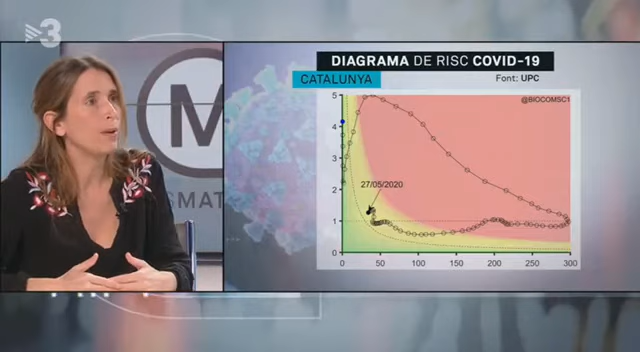 3
M
SMAT
DIAGRAMA DE RISC COVID-19
CATALUNYA
Font: UPC
@BIOCOMSC1
5
4
3
2
1
0
27/05/2020
0
50
100
150
200
250
300